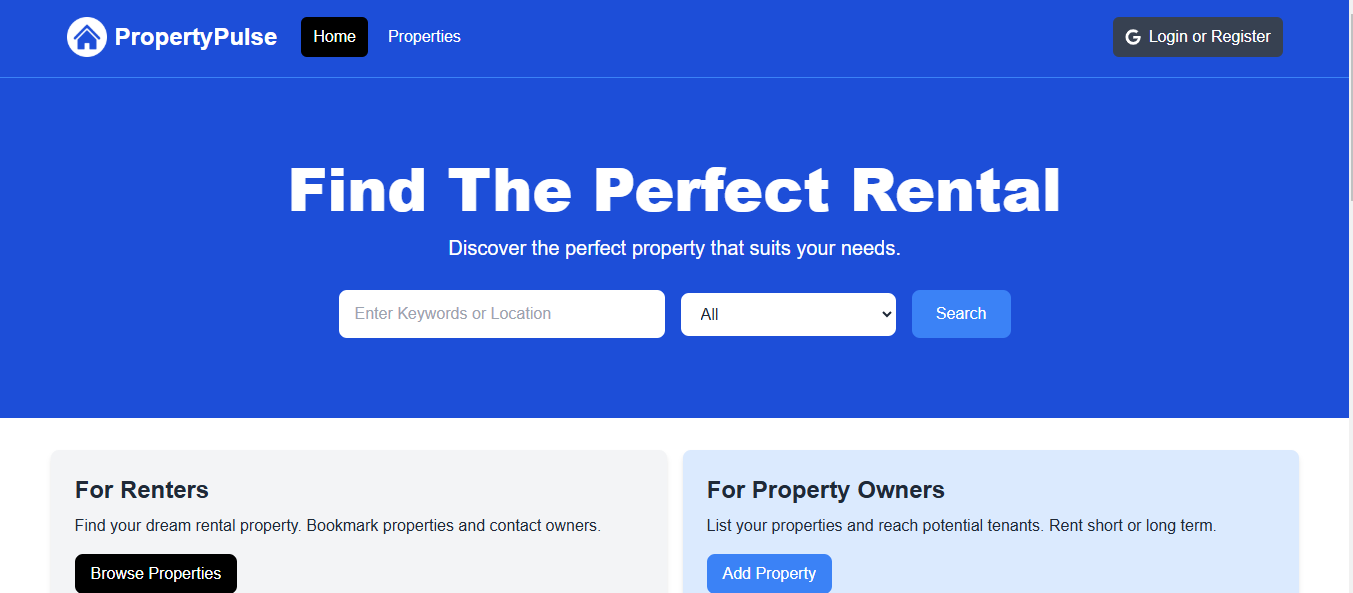 PropertyPulse Home Properties Login or Register
Find The Perfect Rental
Discover the perfect property that suits your needs.
Enter Keywords or Location All Search
For Renters
Find your dream rental property. Bookmark properties and contact owners.
Browse Properties
For Property Owners
List your properties and reach potential tenants. Rent short or long term.
Add Property